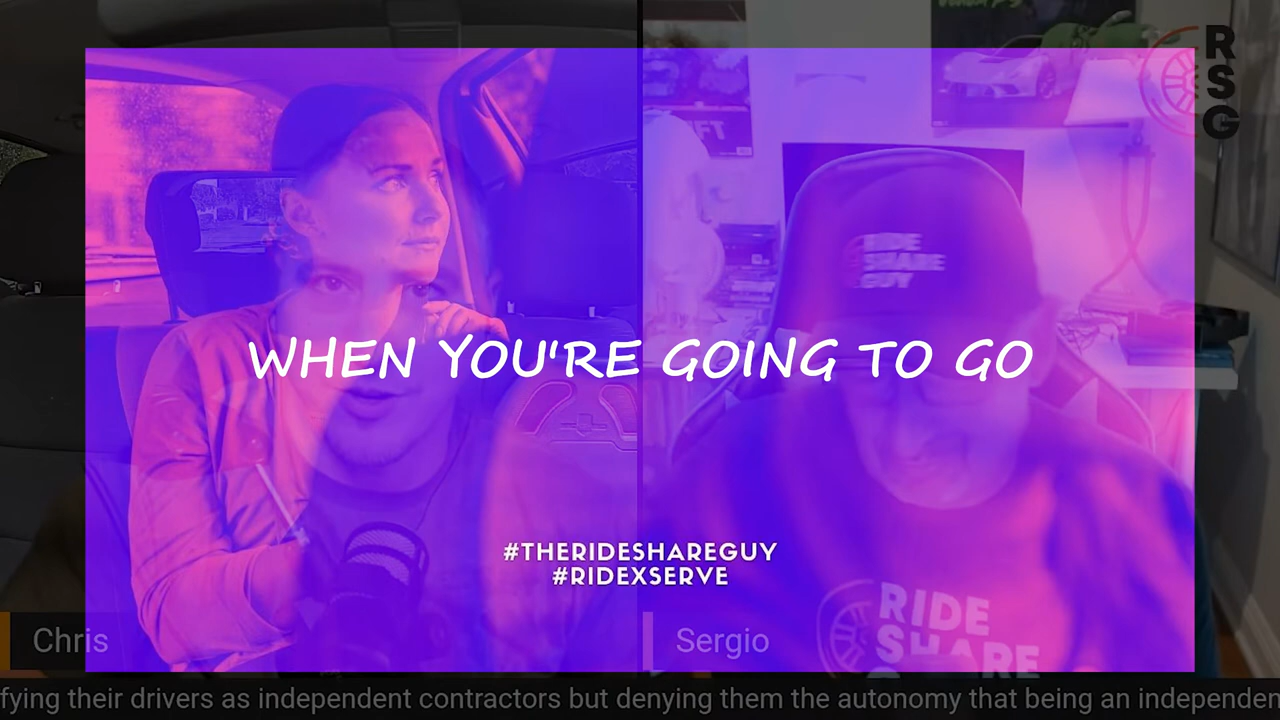 RSG
FT
RIDE
SHARE
GUY
WHEN YOU'RE GOING TO GO
#THERIDESHAREGUY
#RIDEXSERVE
RIDE
SHARE
Chris
Sergio
fying their drivers as independent contractors but denying them the autonomy that being an independen